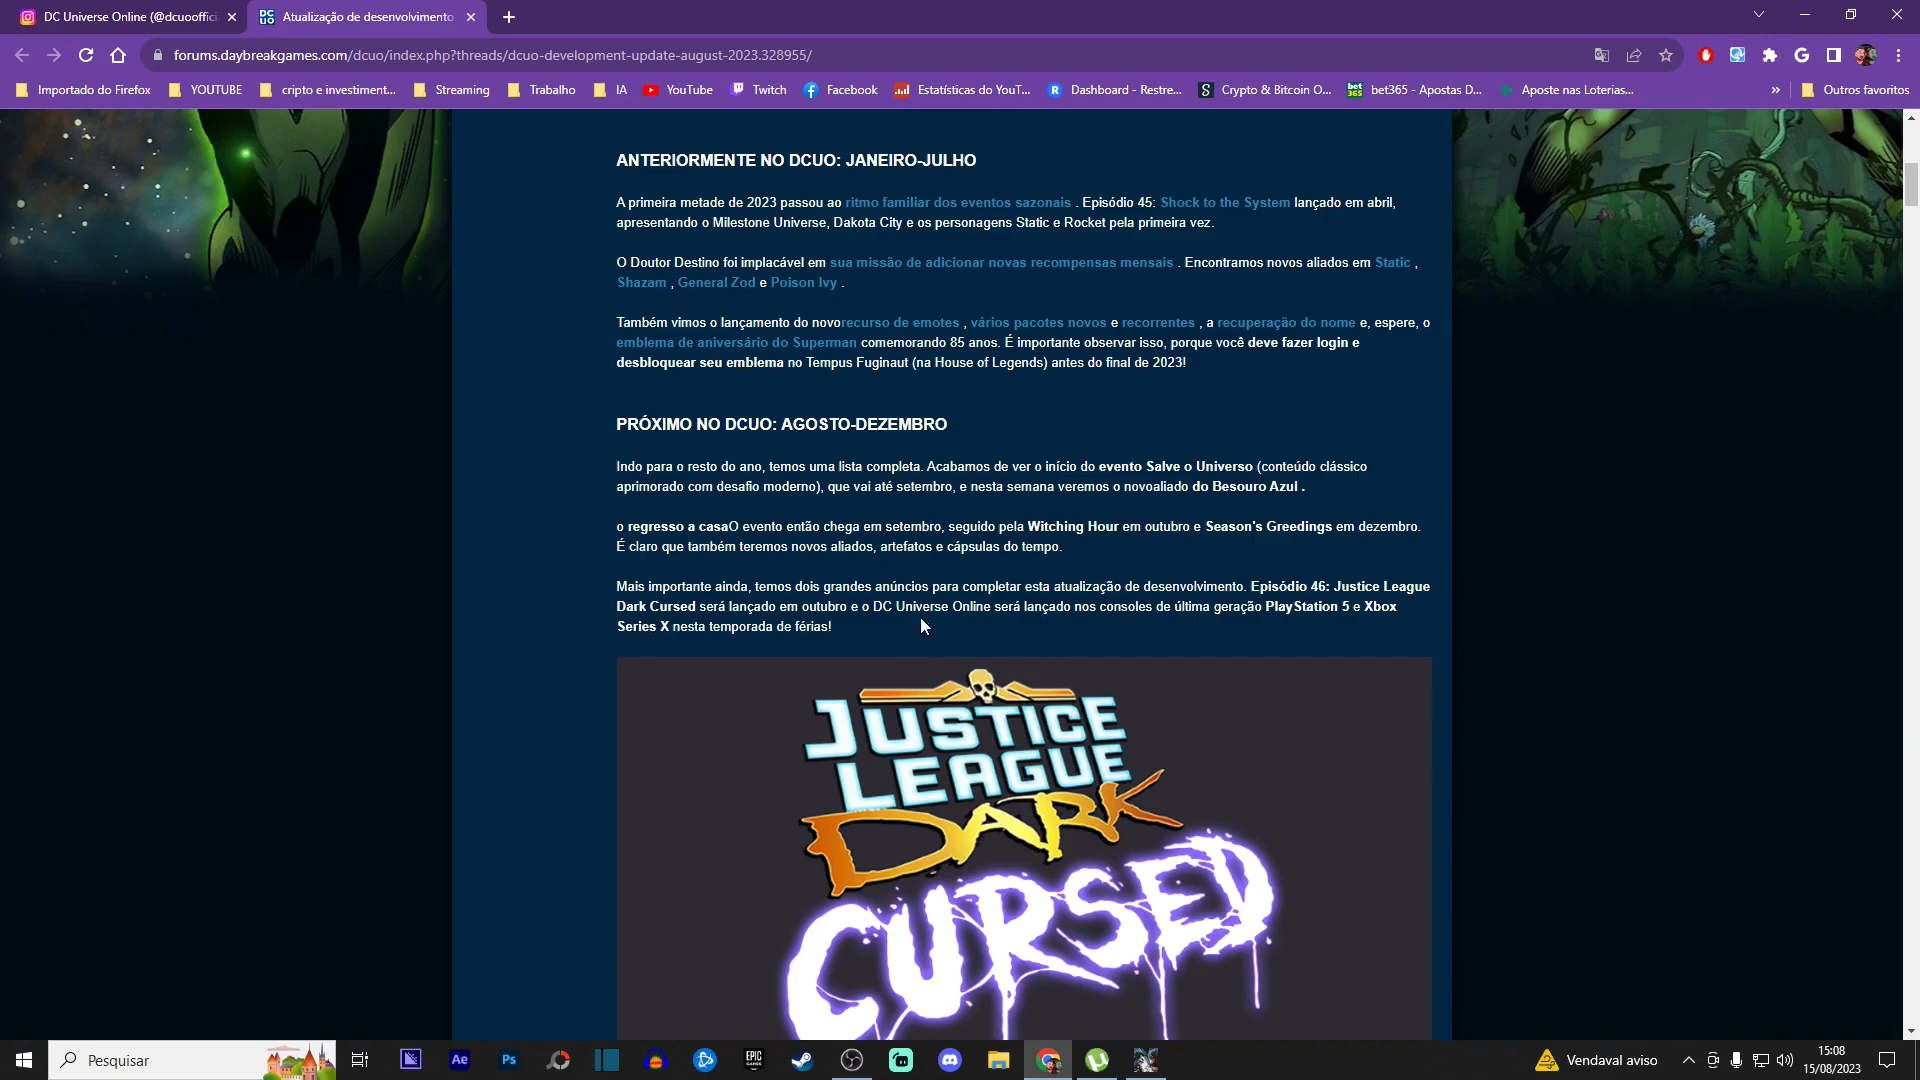 DC Universe Online (@dcuooffici
Atualização de desenvolvimento
forums.daybreakgames.com/dcuo/index.php?threads/dcuo-development-update-august-2023.328955/
Importado do Firefox YOUTUBE cripto e investiment... Streaming Trabalho IA YouTube Twitch Facebook Estatísticas do YouT... Dashboard - Restre... Crypto & Bitcoin O... bet365 - Apostas D... Aposte nas Loterias... » Outros favoritos
ANTERIORMENTE NO DCUO: JANEIRO-JULHO
A primeira metade de 2023 passou ao ritmo familiar dos eventos sazonais . Episódio 45: Shock to the System lançado em abril,
apresentando o Milestone Universe, Dakota City e os personagens Static e Rocket pela primeira vez.
O Doutor Destino foi implacável em sua missão de adicionar novas recompensas mensais . Encontramos novos aliados em Static ,
Shazam , General Zod e Poison Ivy .
Também vimos o lançamento do novorecurso de emotes , vários pacotes novos e recorrentes , a recuperação do nome e, espere, o
emblema de aniversário do Superman comemorando 85 anos. É importante observar isso, porque você deve fazer login e
desbloquear seu emblema no Tempus Fuginaut (na House of Legends) antes do final de 2023!
PRÓXIMO NO DCUO: AGOSTO-DEZEMBRO
Indo para o resto do ano, temos uma lista completa. Acabamos de ver o início do evento Salve o Universo (conteúdo clássico
aprimorado com desafio moderno), que vai até setembro, e nesta semana veremos o novoaliado do Besouro Azul .
o regresso a casaO evento então chega em setembro, seguido pela Witching Hour em outubro e Season's Greedings em dezembro.
É claro que também teremos novos aliados, artefatos e cápsulas do tempo.
Mais importante ainda, temos dois grandes anúncios para completar esta atualização de desenvolvimento. Episódio 46: Justice League
Dark Cursed será lançado em outubro e o DC Universe Online será lançado nos consoles de última geração PlayStation 5 e Xbox
Series X nesta temporada de férias!
JUSTICE
LEAGUE
DARK
CURSED
Pesquisar
Ae
Ps
EPIC
GAMES
Vendaval aviso
15:08
15/08/2023